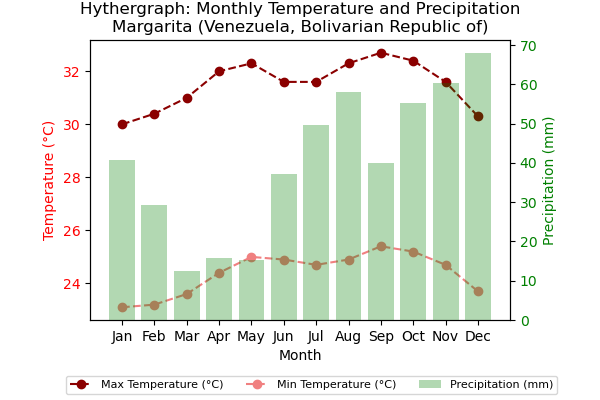 Hythergraph: Monthly Temperature and Precipitation
Margarita (Venezuela, Bolivarian Republic of)
Temperature (°C)
32
30
28
26
24
Precipitation (mm)
70
60
50
40
30
20
10
0
Jan Feb Mar Apr May Jun Jul Aug Sep Oct Nov Dec
Month
Max Temperature (°C) Min Temperature (°C) Precipitation (mm)